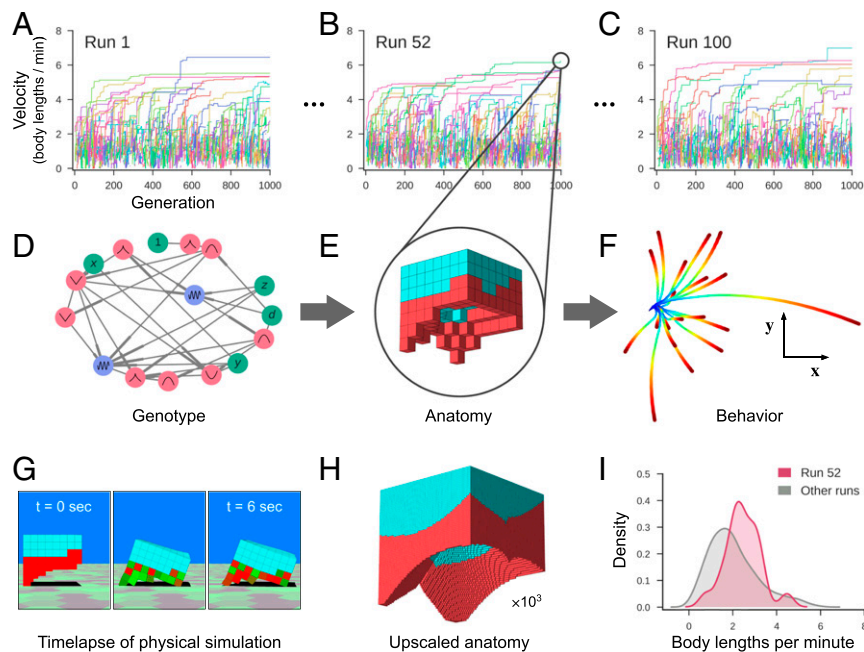 A
B
C
Run 1
Run 52
Run 100
8
6
4
2
0
Velocity
(body lengths / min)
0 200 400 600 800 1000
Generation
...
8
6
4
2
0
0 200 400 600 800 1000
...
8
6
4
2
0
0 200 400 600 800 1000
D
E
F
1
x
z
d
y
y
x
Genotype
Anatomy
Behavior
G
H
I
t = 0 sec
t = 6 sec
Timelapse of physical simulation
×10³
Upscaled anatomy
Run 52
Other runs
0.5
0.4
0.3
0.2
0.1
0.0
Density
0 2 4 6 8
Body lengths per minute